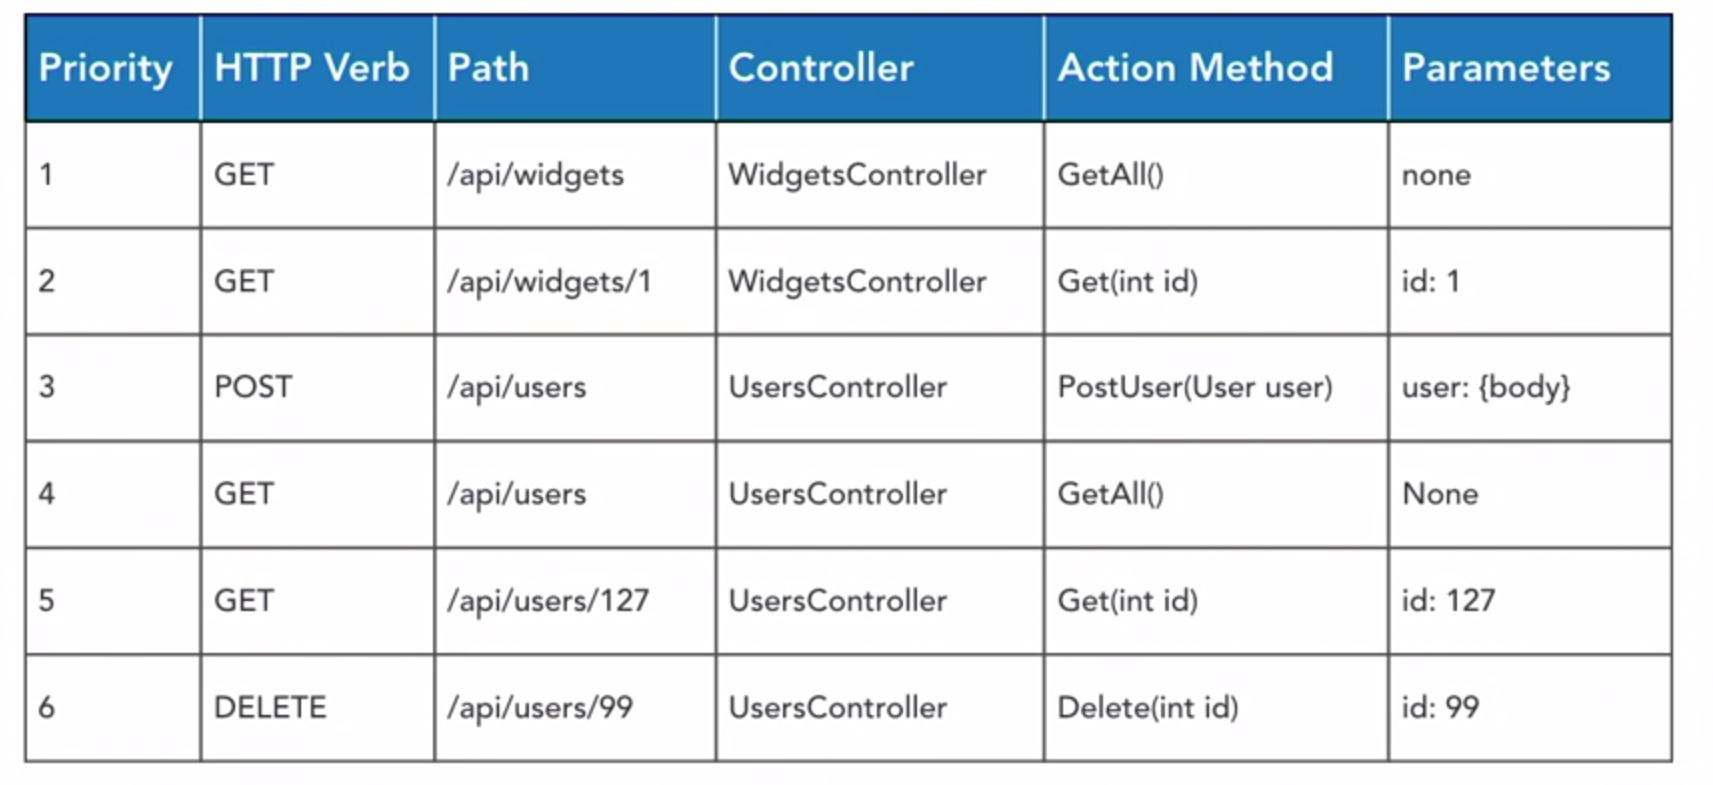 Priority HTTP Verb Path Controller Action Method Parameters
1 GET /api/widgets WidgetsController GetAll() none
2 GET /api/widgets/1 WidgetsController Get(int id) id: 1
3 POST /api/users UsersController PostUser(User user) user: {body}
4 GET /api/users UsersController GetAll() None
5 GET /api/users/127 UsersController Get(int id) id: 127
6 DELETE /api/users/99 UsersController Delete(int id) id: 99